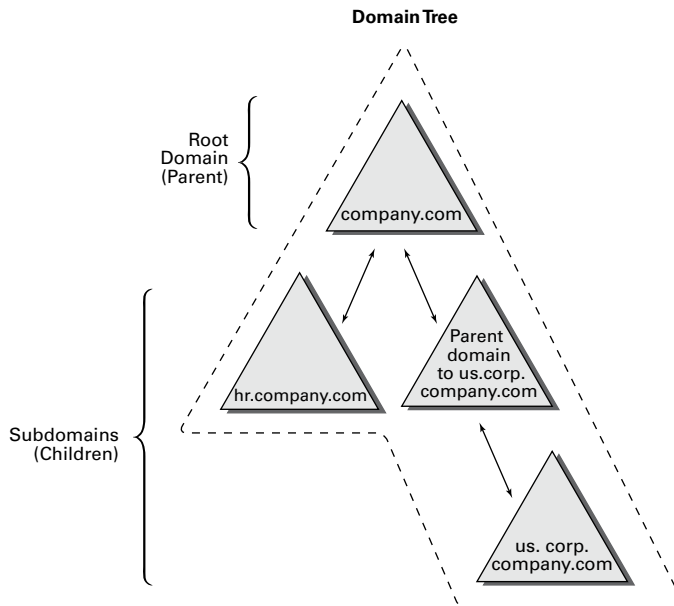 Domain Tree
Root
Domain
(Parent)
company.com
hr.company.com
Parent
domain
to us.corp.
company.com
Subdomains
(Children)
us. corp.
company.com